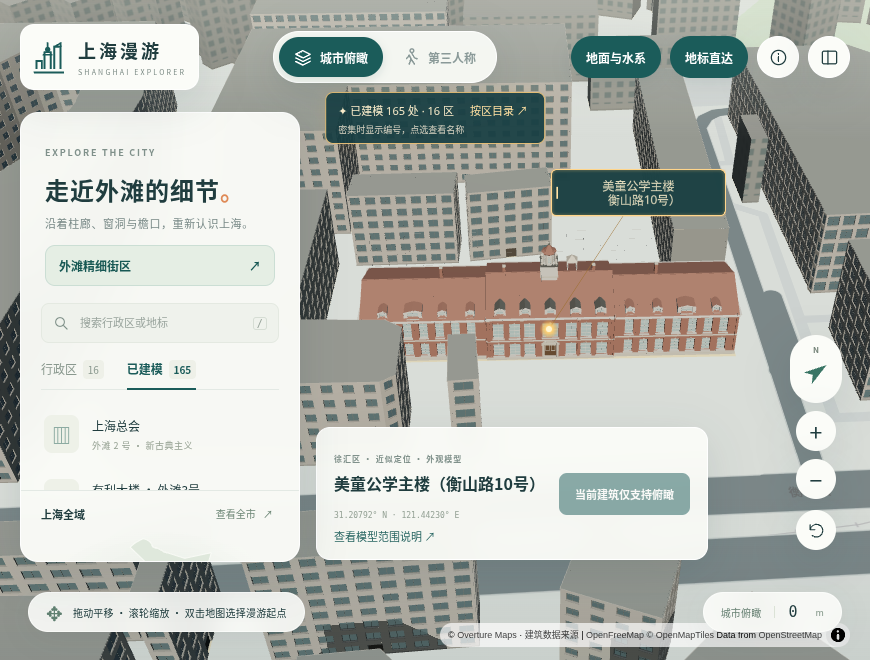 上海漫游
SHANGHAI EXPLORER
城市俯瞰
第三人称
地面与水系
地标直达
✦ 已建模 165 处 · 16 区 按区目录 ↗
密集时显示编号，点选查看名称
EXPLORE THE CITY
走近外滩的细节。
沿着柱廊、窗洞与檐口，重新认识上海。
外滩精细街区 ↗
搜索行政区或地标 /
行政区 16 已建模 165
上海总会
外滩 2 号 · 新古典主义
有利大楼 · 外滩3号
上海全域 查看全市 ↗
美童公学主楼
衡山路10号）
N
+
−
徐汇区 · 近似定位 · 外观模型
美童公学主楼（衡山路10号）
31.20792° N · 121.44230° E
查看模型范围说明 ↗
当前建筑仅支持俯瞰
拖动平移 · 滚轮缩放 · 双击地图选择漫游起点
城市俯瞰 0 m
© Overture Maps · 建筑数据来源 | OpenFreeMap © OpenMapTiles Data from OpenStreetMap